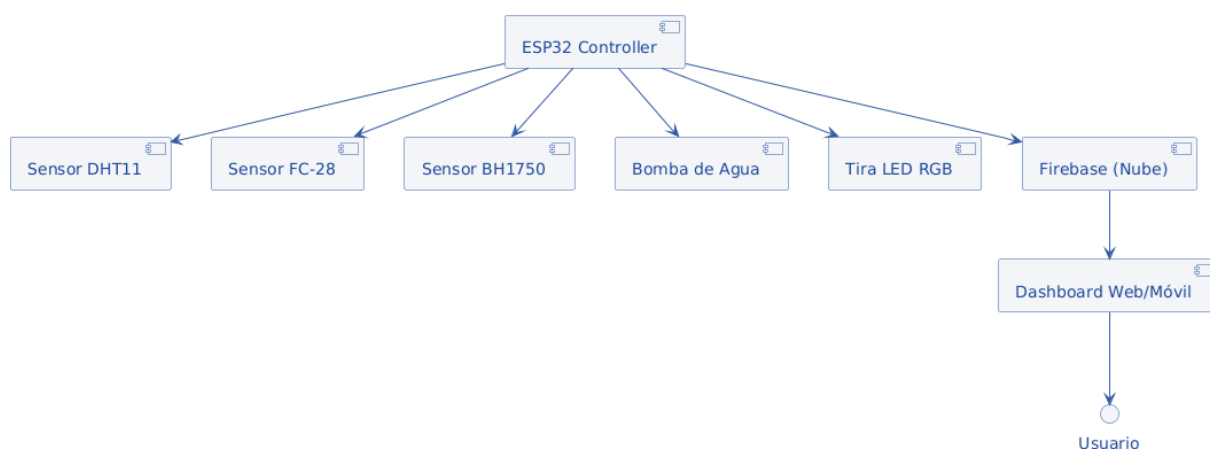 ESP32 Controller
Sensor DHT11
Sensor FC-28
Sensor BH1750
Bomba de Agua
Tira LED RGB
Firebase (Nube)
Dashboard Web/Móvil
Usuario